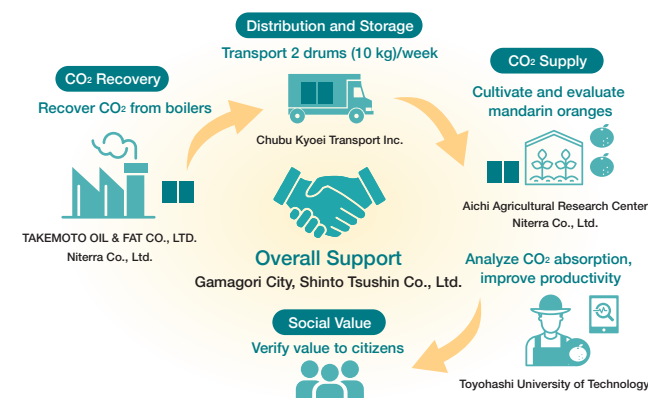 Distribution and Storage
Transport 2 drums (10 kg)/week
Chubu Kyoei Transport Inc.
CO₂ Recovery
Recover CO₂ from boilers
TAKEMOTO OIL & FAT CO., LTD.
Niterra Co., Ltd.
CO₂ Supply
Cultivate and evaluate
mandarin oranges
Aichi Agricultural Research Center
Niterra Co., Ltd.
Overall Support
Gamagori City, Shinto Tsushin Co., Ltd.
Analyze CO₂ absorption,
improve productivity
Toyohashi University of Technology
Social Value
Verify value to citizens